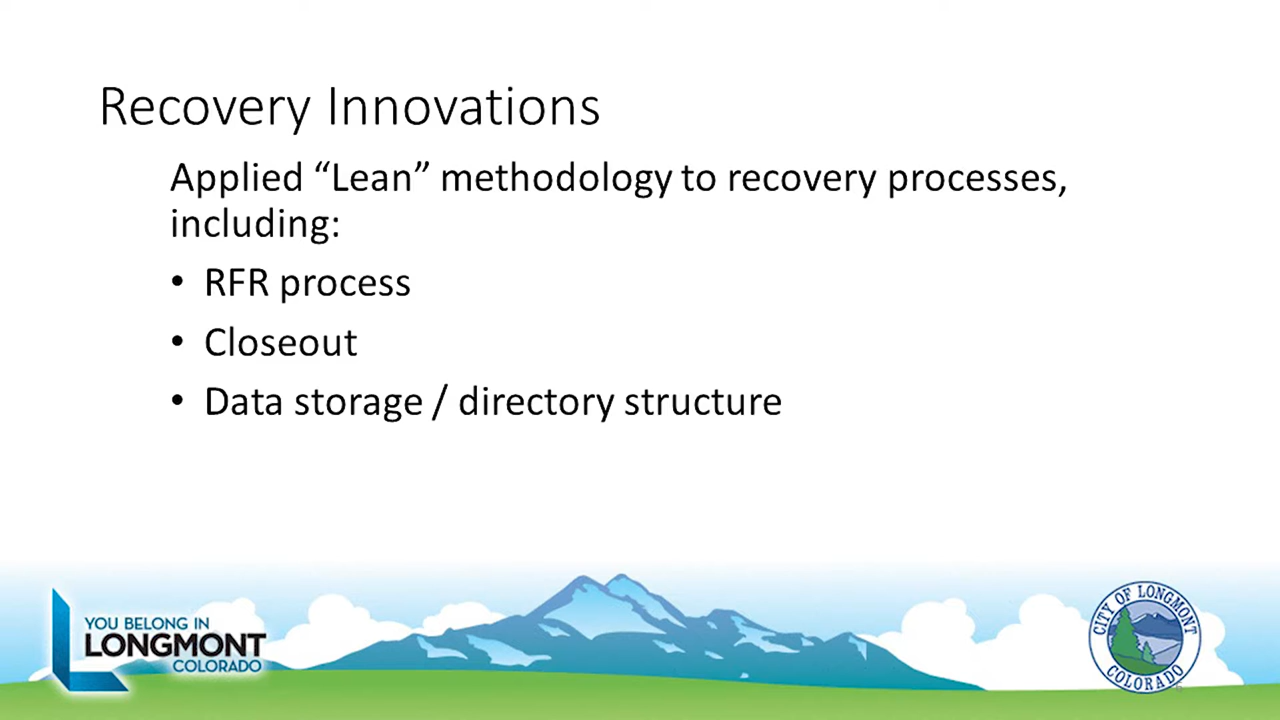 Recovery Innovations
Applied “Lean” methodology to recovery processes,
including:
• RFR process
• Closeout
• Data storage / directory structure
YOU BELONG IN
LONGMONT
COLORADO
CITY OF LONGMONT
COLORADO